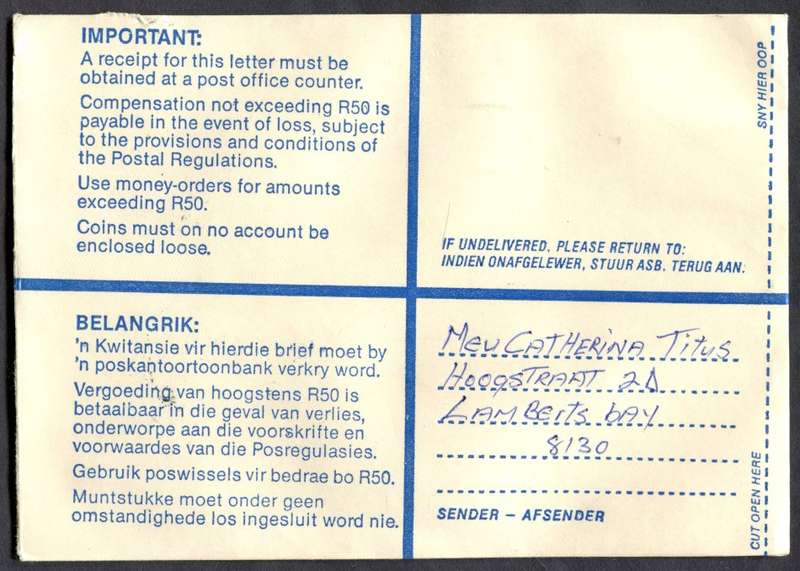 IMPORTANT:
A receipt for this letter must be
obtained at a post office counter.
Compensation not exceeding R50 is
payable in the event of loss, subject
to the provisions and conditions of
the Postal Regulations.
Use money-orders for amounts
exceeding R50.
Coins must on no account be
enclosed loose.
IF UNDELIVERED, PLEASE RETURN TO:
INDIEN ONAFGELEWER, STUUR ASB. TERUG AAN:
SNY HIER OOP
BELANGRIK:
'n Kwitansie vir hierdie brief moet by
'n poskantoortoonbank verkry word.
Vergoeding van hoogstens R50 is
betaalbaar in die geval van verlies,
onderworpe aan die voorskrifte en
voorwaardes van die Posregulasies.
Gebruik poswissels vir bedrae bo R50.
Muntstukke moet onder geen
omstandighede los ingesluit word nie.
Mev CATHERINA Titus
HOOGSTRAAT 2A
LAMBERTS bay
8130
SENDER – AFSENDER
CUT OPEN HERE